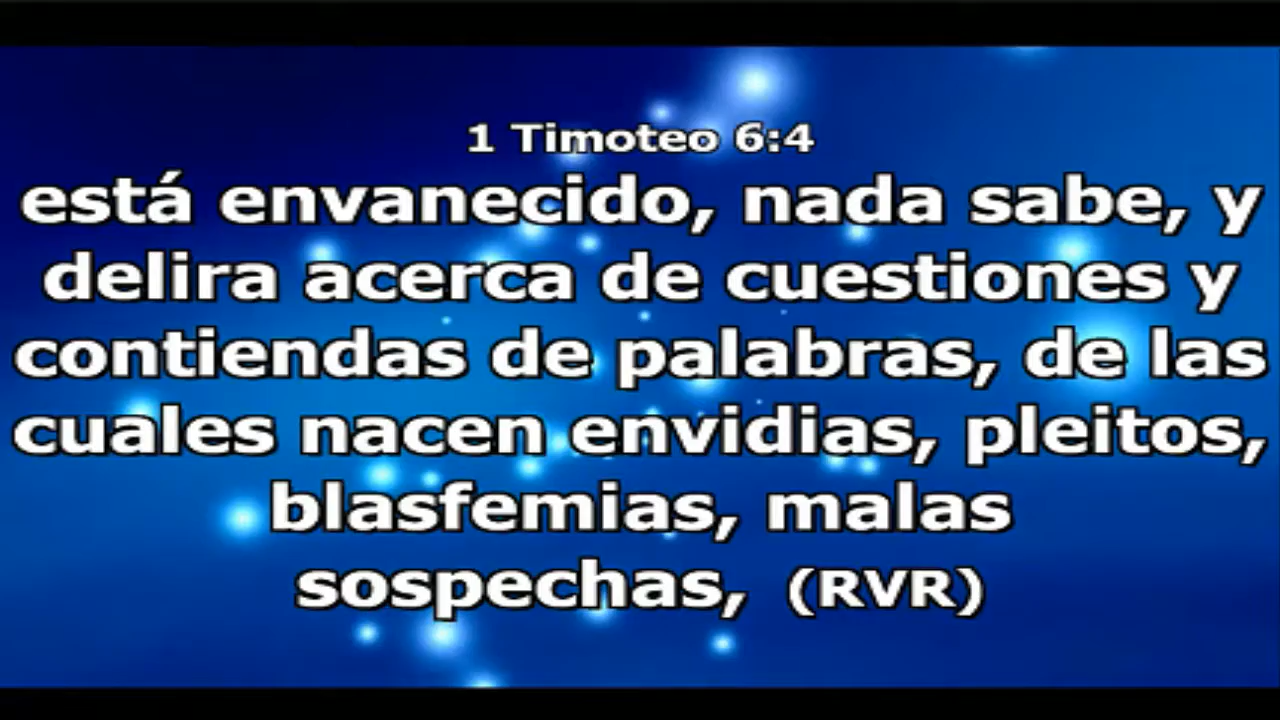 1 Timoteo 6:4
está envanecido, nada sabe, y
delira acerca de cuestiones y
contiendas de palabras, de las
cuales nacen envidias, pleitos,
blasfemias, malas
sospechas, (RVR)